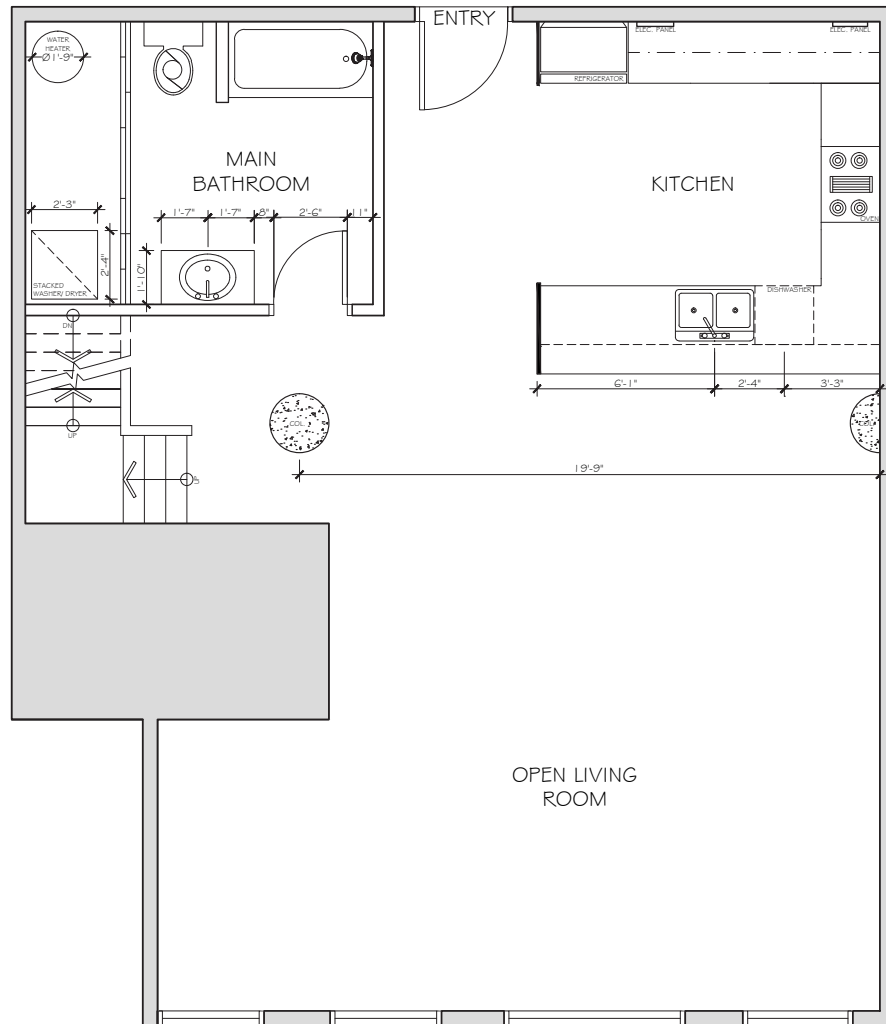 ENTRY
ELEC. PANEL
ELEC. PANEL
WATER
HEATER
Ø1'-9"
REFRIGERATOR
MAIN
BATHROOM
KITCHEN
2'-3"
1'-7"
1'-7"
8"
2'-6"
11"
OVEN
2'-4"
1'-10"
STACKED
WASHER/ DRYER
DISHWASHER
DN
6'-1"
2'-4"
3'-3"
COL.
COL.
UP
19'-9"
UP
OPEN LIVING
ROOM